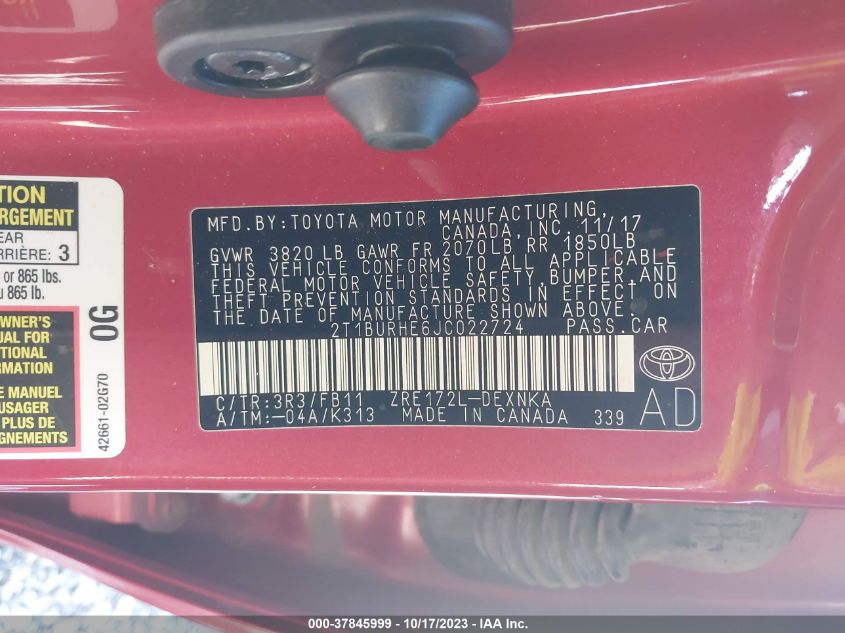 MFD.BY:TOYOTA MOTOR MANUFACTURING,
CANADA, INC. 11/17
GVWR 3820 LB GAWR FR 2070LB RR 1850LB
THIS VEHICLE CONFORMS TO ALL APPLICABLE
FEDERAL MOTOR VEHICLE SAFETY, BUMPER, AND
THEFT PREVENTION STANDARDS IN EFFECT ON
THE DATE OF MANUFACTURE SHOWN ABOVE.
2T1BURHE6JC022724 PASS.CAR
C/TR:3R3/FB11 ZRE172L-DEXNKA
A/TM:-04A/K313 MADE IN CANADA 339
AD
TION
RGEMENT
EAR
RRIÈRE: 3
or 865 lbs.
u 865 lb.
WNER'S
UAL FOR
TIONAL
RMATION
E MANUEL
USAGER
PLUS DE
GNEMENTS
0G
42661-02G70
000-37845999 - 10/17/2023 - IAA Inc.